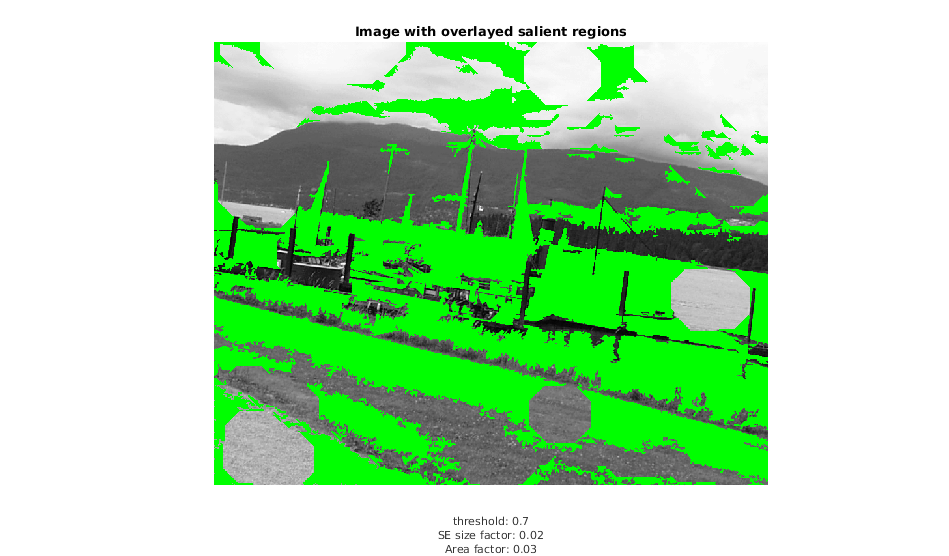 Image with overlayed salient regions
threshold: 0.7
SE size factor: 0.02
Area factor: 0.03